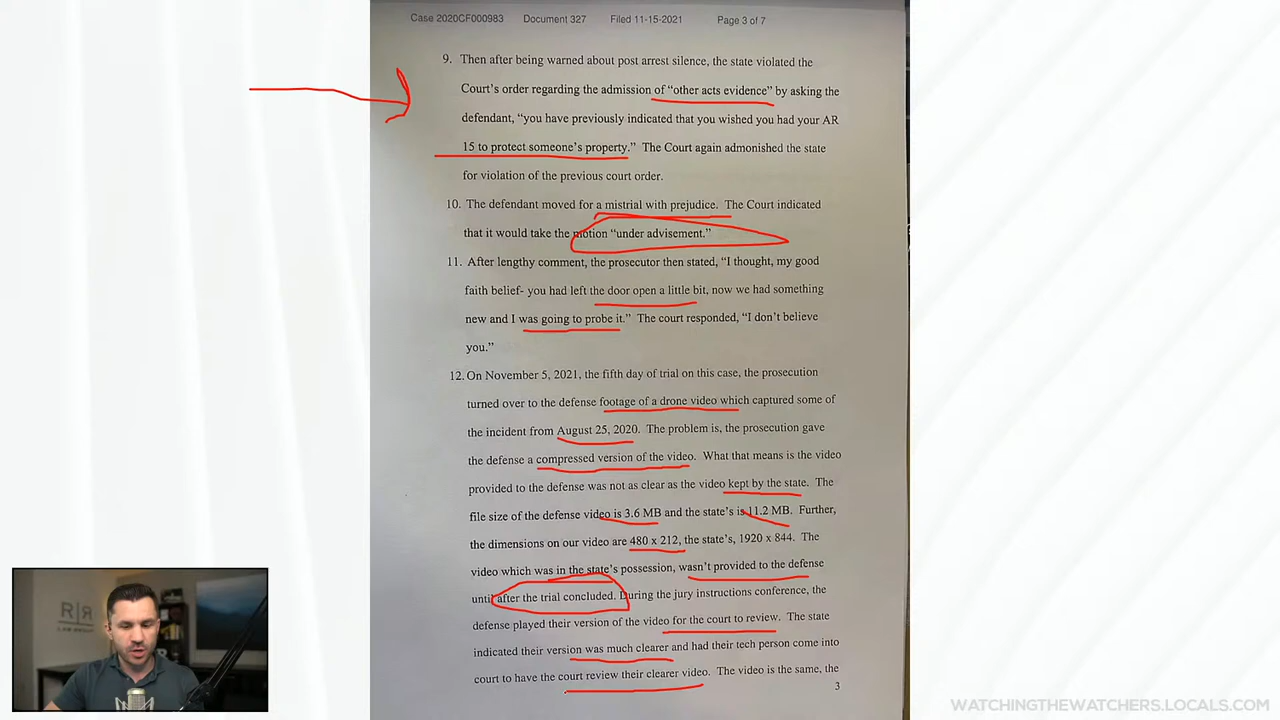 Case 2020CF000983 Document 327 Filed 11-15-2021 Page 3 of 7
9. Then after being warned about post arrest silence, the state violated the
Court's order regarding the admission of "other acts evidence" by asking the
defendant, "you have previously indicated that you wished you had your AR
15 to protect someone's property." The Court again admonished the state
for violation of the previous court order.
10. The defendant moved for a mistrial with prejudice. The Court indicated
that it would take the motion "under advisement."
11. After lengthy comment, the prosecutor then stated, "I thought, my good
faith belief- you had left the door open a little bit, now we had something
new and I was going to probe it." The court responded, "I don't believe
you."
12. On November 5, 2021, the fifth day of trial on this case, the prosecution
turned over to the defense footage of a drone video which captured some of
the incident from August 25, 2020. The problem is, the prosecution gave
the defense a compressed version of the video. What that means is the video
provided to the defense was not as clear as the video kept by the state. The
file size of the defense video is 3.6 MB and the state's is 11.2 MB. Further,
the dimensions on our video are 480 x 212, the state's, 1920 x 844. The
video which was in the state's possession, wasn't provided to the defense
until after the trial concluded. During the jury instructions conference, the
defense played their version of the video for the court to review. The state
indicated their version was much clearer and had their tech person come into
court to have the court review their clearer video. The video is the same, the
3
R|R
LAW GROUP
WATCHINGTHEWATCHERS.LOCALS.COM